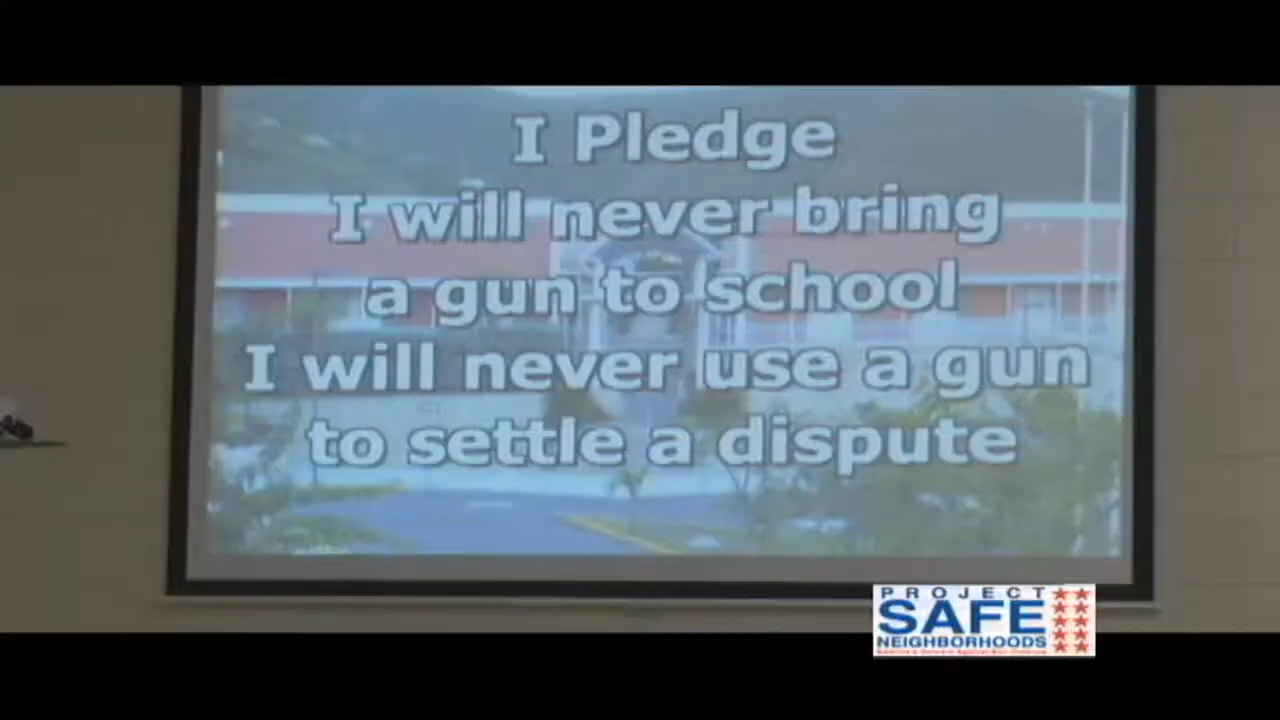 I Pledge
I will never bring
a gun to school
I will never use a gun
to settle a dispute
PROJECT
SAFE
NEIGHBORHOODS